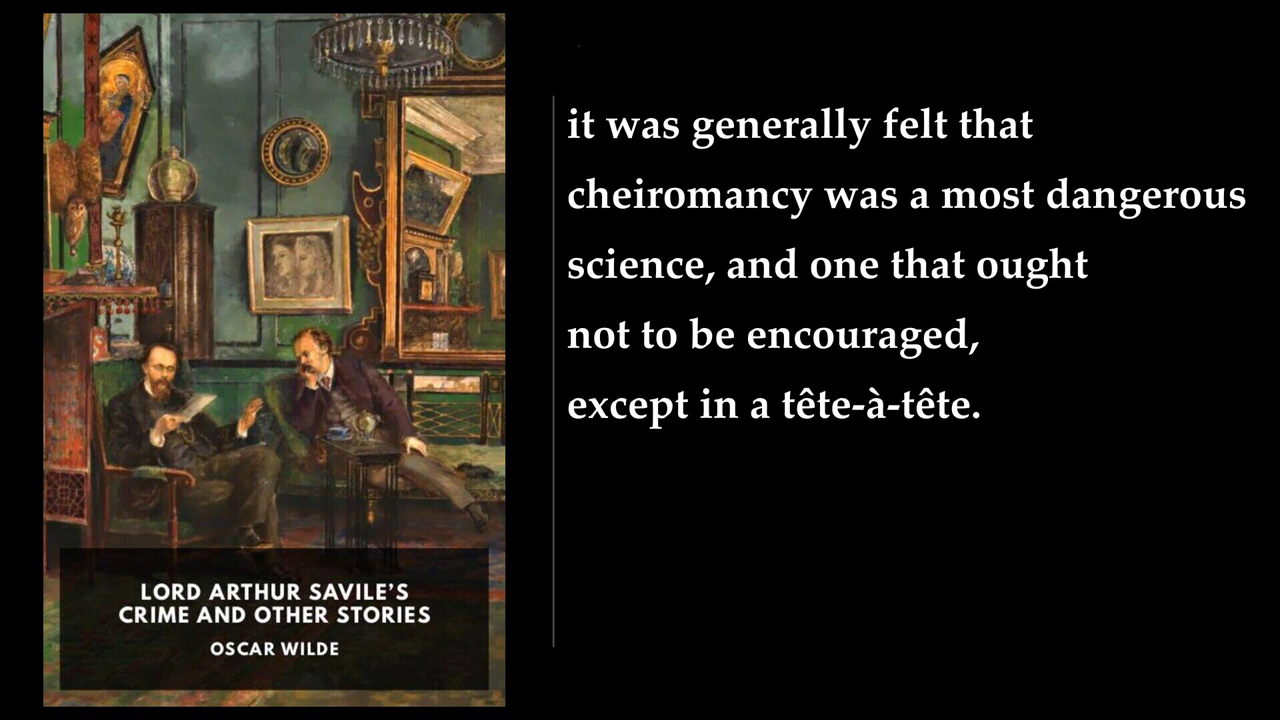 it was generally felt that
cheiromancy was a most dangerous
science, and one that ought
not to be encouraged,
except in a tête-à-tête.
LORD ARTHUR SAVILE’S
CRIME AND OTHER STORIES
OSCAR WILDE